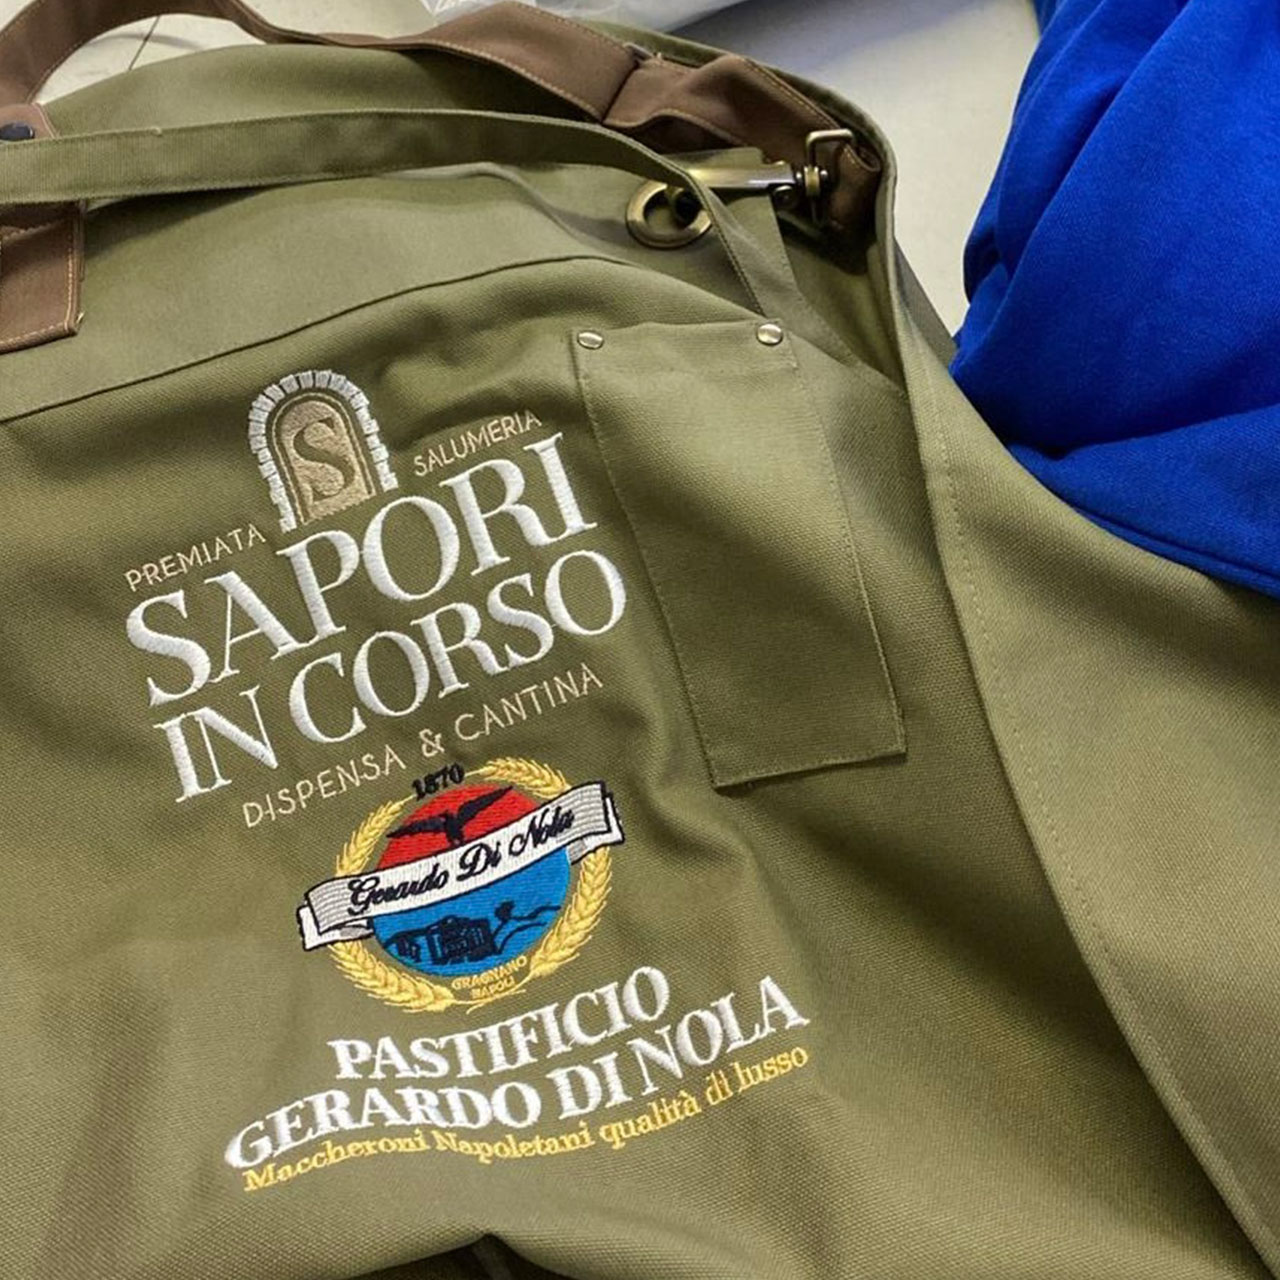 S
PREMIATA SALUMERIA
SAPORI
IN CORSO
DISPENSA & CANTINA
1870
Gerardo Di Nola
GRAGNANO
NAPOLI
PASTIFICIO
GERARDO DI NOLA
Maccheroni Napoletani qualità di lusso